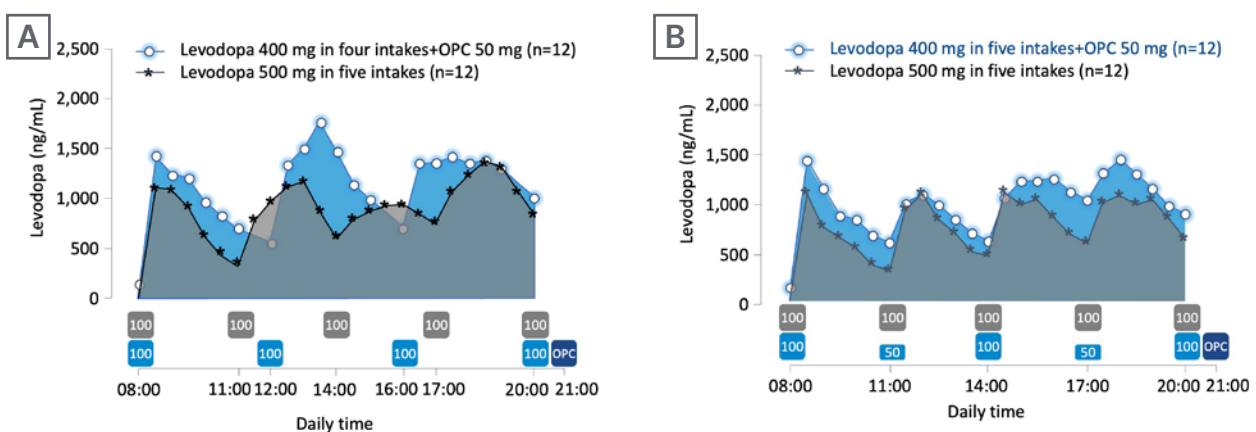 A
Levodopa 400 mg in four intakes+OPC 50 mg (n=12)
Levodopa 500 mg in five intakes (n=12)
Levodopa (ng/mL)
2,500
2,000
1,500
1,000
500
0
100 100 100 100 100
100 100 100 100 OPC
08:00 11:00 12:00 14:00 16:00 17:00 20:00 21:00
Daily time
B
Levodopa 400 mg in five intakes+OPC 50 mg (n=12)
Levodopa 500 mg in five intakes (n=12)
Levodopa (ng/mL)
2,500
2,000
1,500
1,000
500
0
100 100 100 100 100
100 50 100 50 100 OPC
08:00 11:00 14:00 17:00 20:00 21:00
Daily time